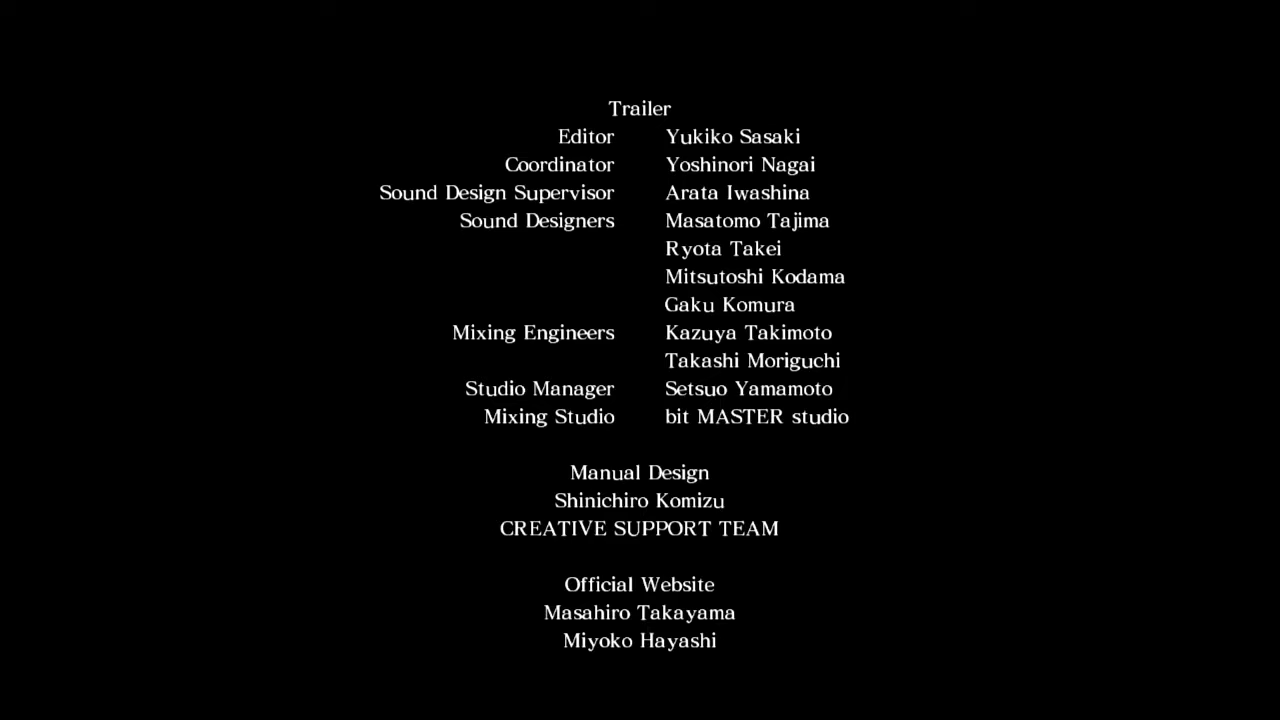 Trailer
Editor Yukiko Sasaki
Coordinator Yoshinori Nagai
Sound Design Supervisor Arata Iwashina
Sound Designers Masatomo Tajima
Ryota Takei
Mitsutoshi Kodama
Gaku Komura
Mixing Engineers Kazuya Takimoto
Takashi Moriguchi
Studio Manager Setsuo Yamamoto
Mixing Studio bit MASTER studio
Manual Design
Shinichiro Komizu
CREATIVE SUPPORT TEAM
Official Website
Masahiro Takayama
Miyoko Hayashi